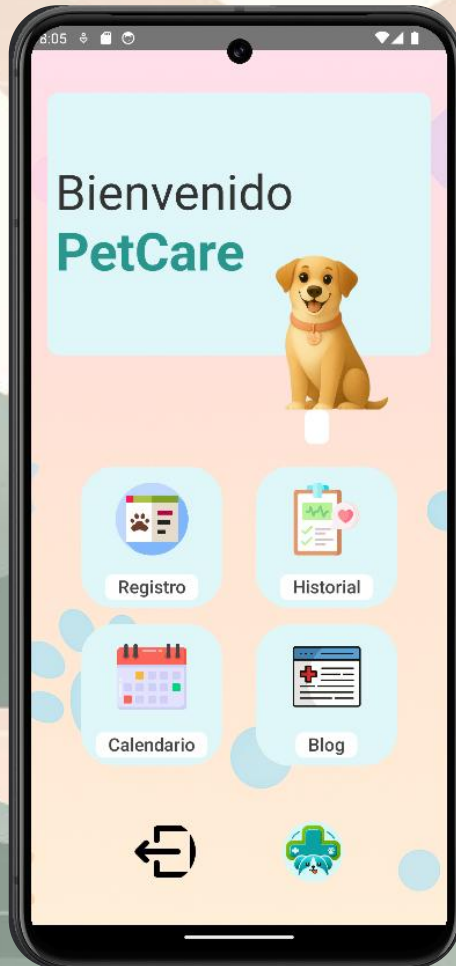 8:05
Bienvenido
PetCare
Registro
Historial
Calendario
Blog